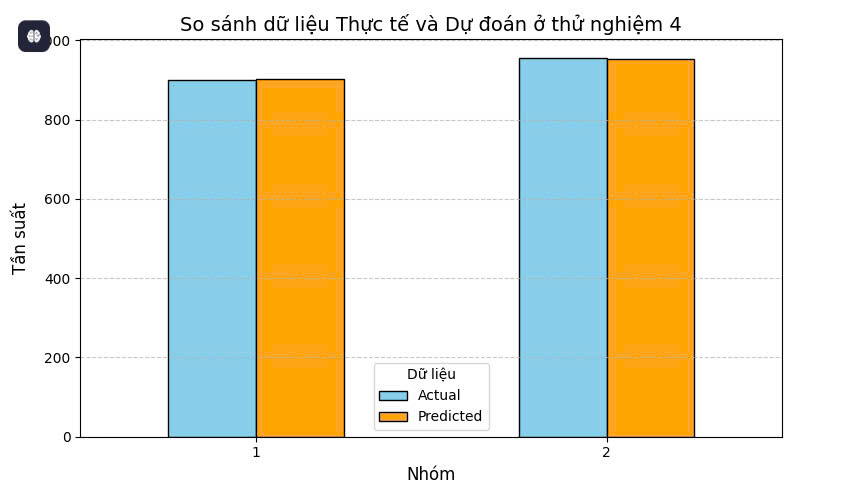 So sánh dữ liệu Thực tế và Dự đoán ở thử nghiệm 4
800
600
400
200
0
Tần suất
Dữ liệu
Actual
Predicted
1
2
Nhóm